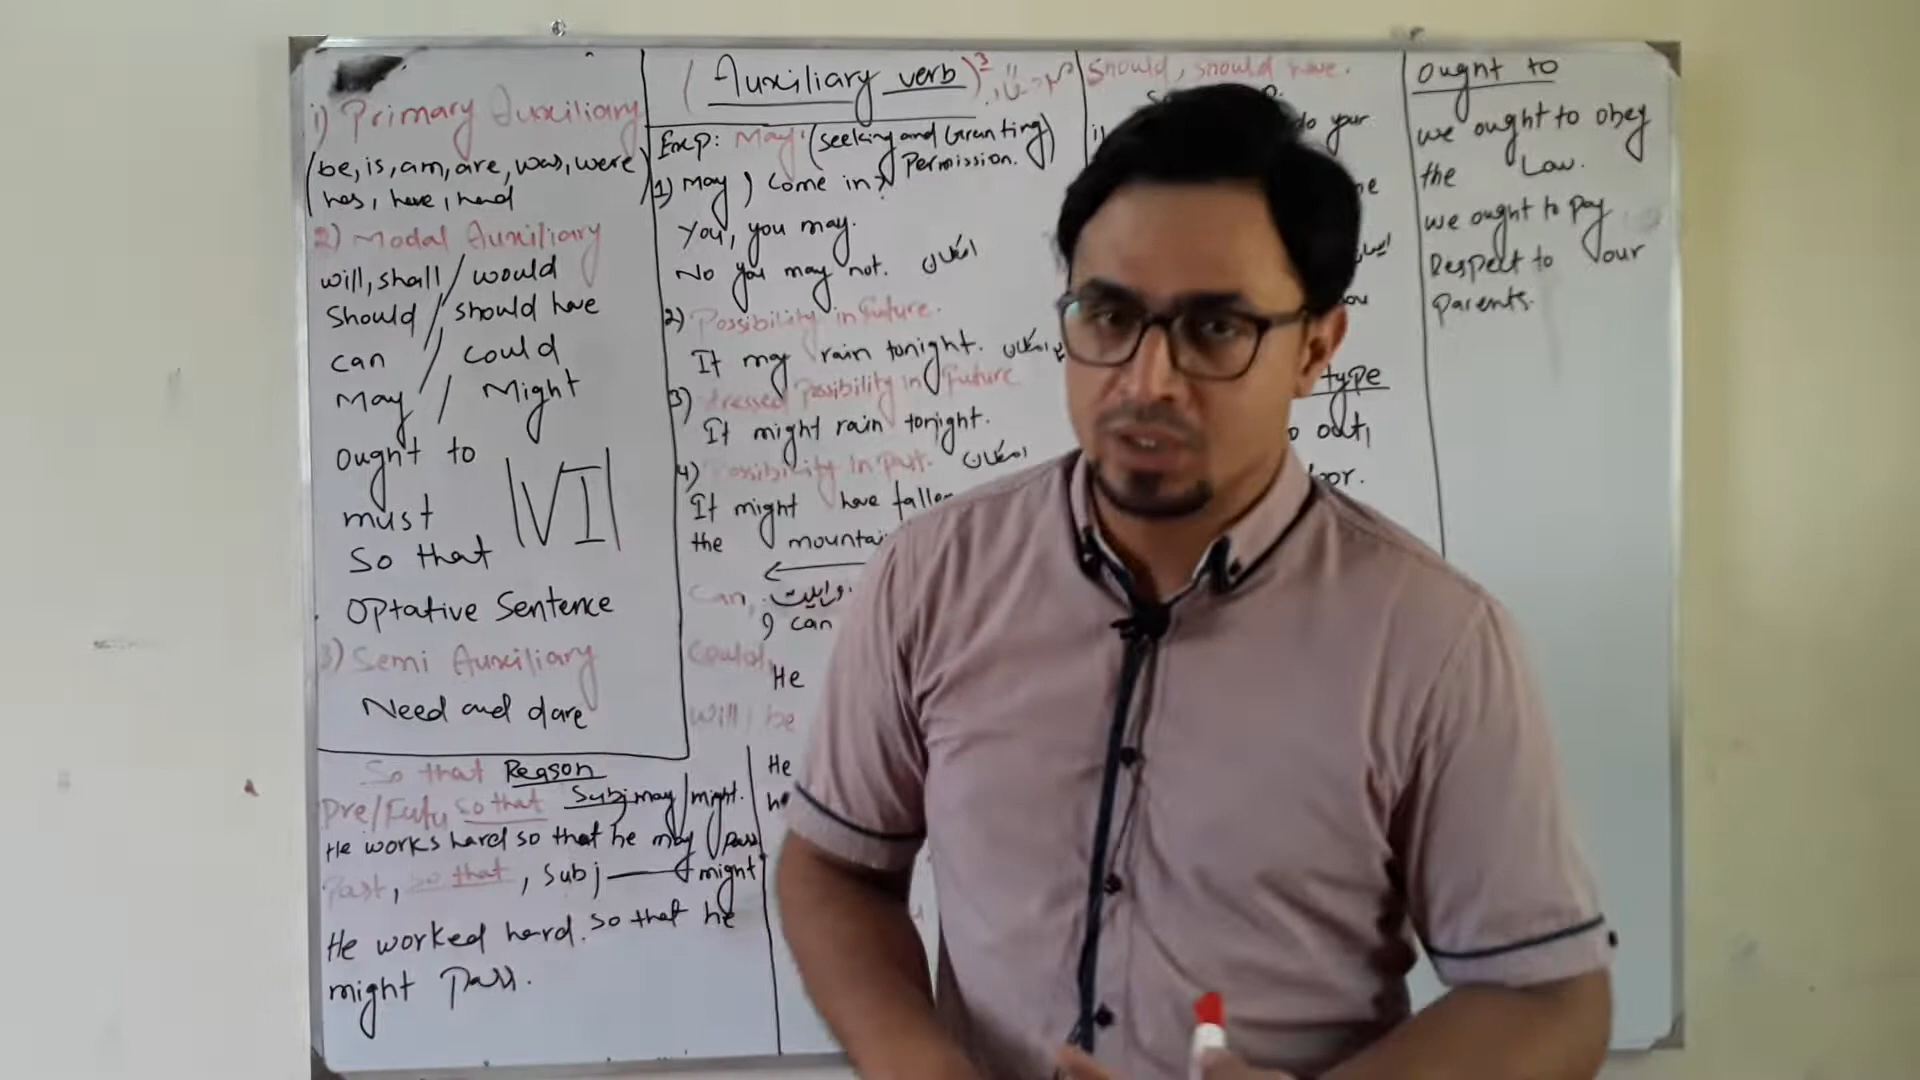 1) Primary Auxiliary
(be, is, am, are, was, were)
has, have, had
2) Modal Auxiliary
will, shall / would
Should / should have
can / could
May / Might
Ought to
must
So that
Optative Sentence
|VI|
3) Semi Auxiliary
Need and dare
So that Reason
Pre/Futu so that Subj may/might.
He works hard so that he may pass
Past, so that, Subj — might
He worked hard. so that he
might pass.
(Auxiliary verb)3
Exp: May: (seeking and Granting)
Permission.
1) May I come in?
You, you may.
No you may not. امکان
2) Possibility in Future.
It may rain tonight.
3) stressed Possibility in Future
It might rain tonight.
4) Possibility in Past. امکان
It might have fallen
the mountai
Can,
I can
Could,
He
will / be
He
Should, should have.
do your
type
out,
Ought to
we ought to obey
the Law.
we ought to pay
Respect to our
parents.